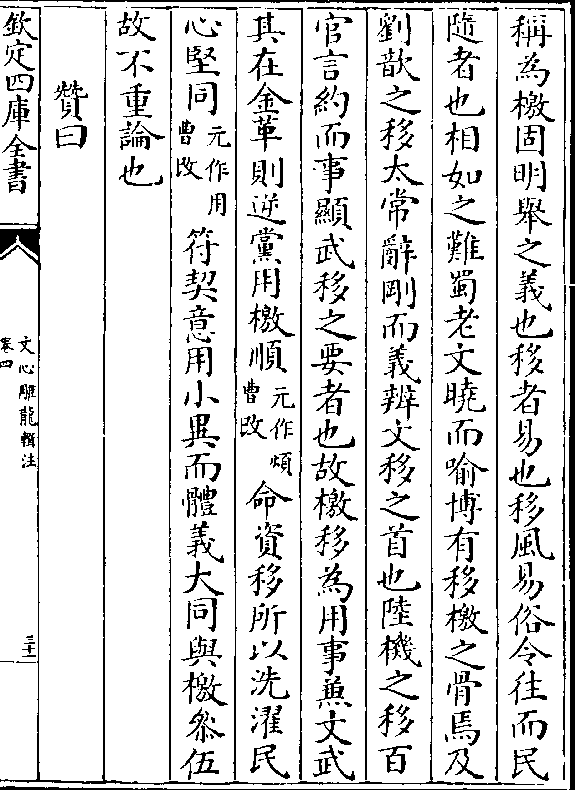 稱為檄固明舉之義也移者易也移風易俗令往而民
隨者也相如之難蜀老文曉而喻博有移檄之骨焉及
劉歆之移太常辭剛而義辨文移之首也陸機之移百
官言約而事顯武移之要者也故檄移為用事兼文武
其在金革則逆黨用檄順元作煩曹改命資移所以洗濯民
心堅同元作用曹改符契意用小異而體義大同與檄叅伍
故不重論也
贊曰
欽定四庫全書
文心雕龍輯注
卷四
三十一